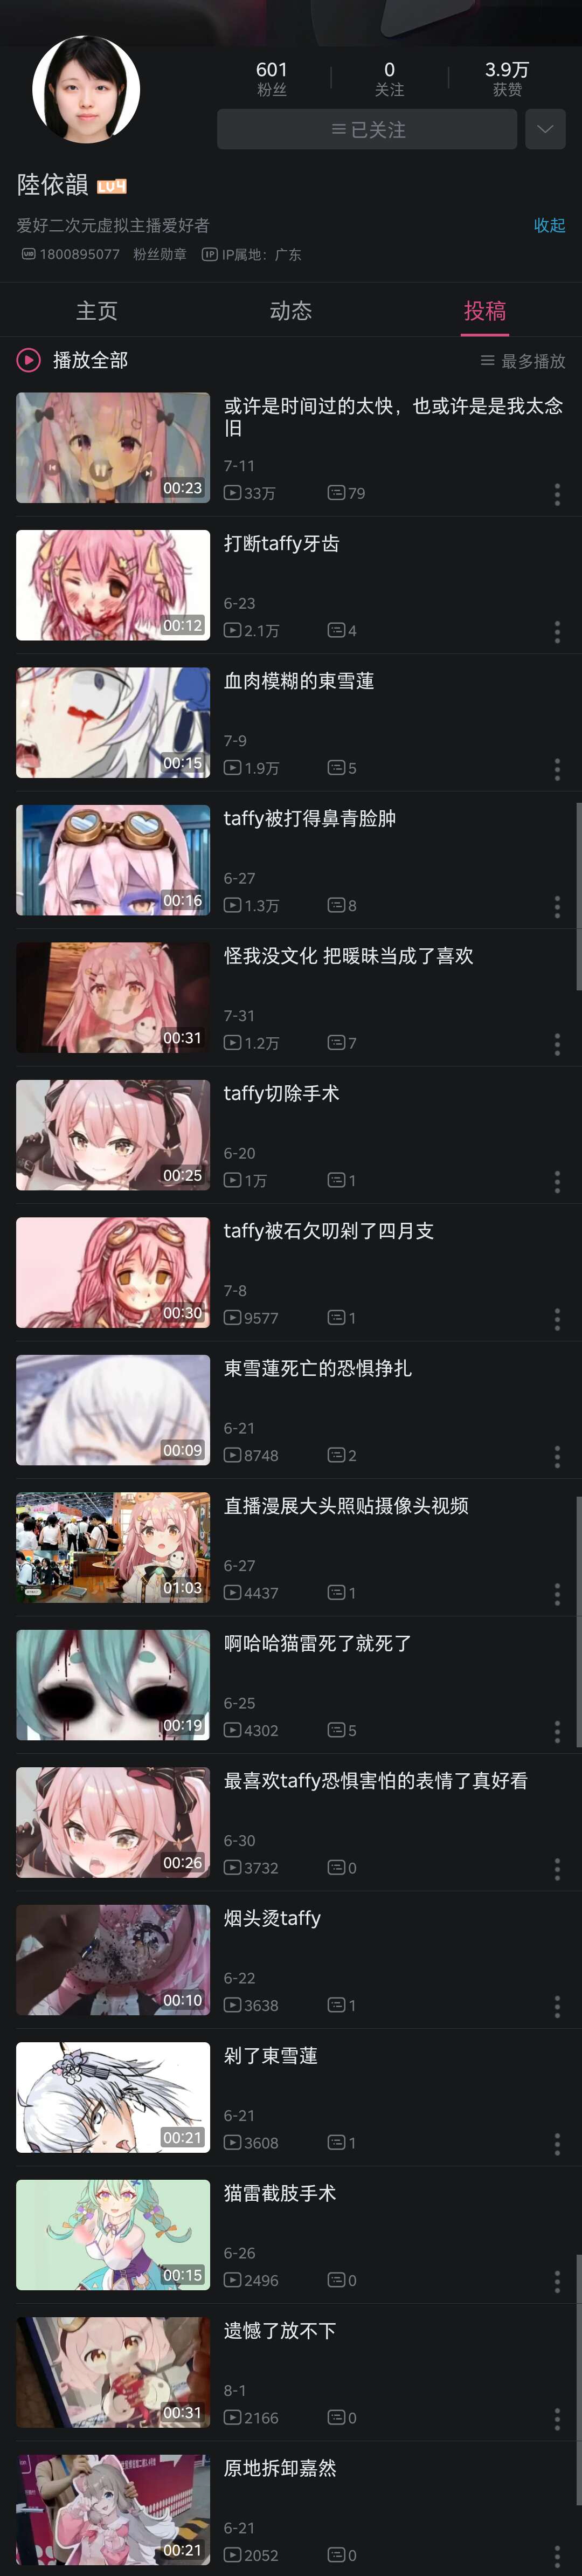 601
粉丝
0
关注
3.9万
获赞
已关注
陸依韻 LV4
爱好二次元虚拟主播爱好者
收起
UID 1800895077 粉丝勋章 IP IP属地：广东
主页
动态
投稿
播放全部
最多播放
00:23
或许是时间过的太快，也或许是是我太念
旧
7-11
33万 79
00:12
打断taffy牙齿
6-23
2.1万 4
00:15
血肉模糊的東雪蓮
7-9
1.9万 5
00:16
taffy被打得鼻青脸肿
6-27
1.3万 8
00:31
怪我没文化 把暧昧当成了喜欢
7-31
1.2万 7
00:25
taffy切除手术
6-20
1万 1
00:30
taffy被石欠叨剁了四月支
7-8
9577 1
00:09
東雪蓮死亡的恐惧挣扎
6-21
8748 2
01:03
直播漫展大头照贴摄像头视频
6-27
4437 1
00:19
啊哈哈猫雷死了就死了
6-25
4302 5
00:26
最喜欢taffy恐惧害怕的表情了真好看
6-30
3732 0
00:10
烟头烫taffy
6-22
3638 1
00:21
剁了東雪蓮
6-21
3608 1
00:15
猫雷截肢手术
6-26
2496 0
00:31
遗憾了放不下
8-1
2166 0
00:21
原地拆卸嘉然
6-21
2052 0